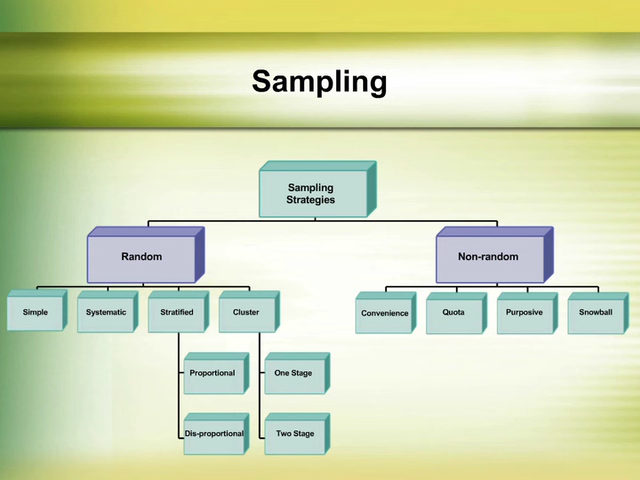 Sampling
Sampling
Strategies
Random
Non-random
Simple
Systematic
Stratified
Cluster
Convenience
Quota
Purposive
Snowball
Proportional
One Stage
Dis-proportional
Two Stage